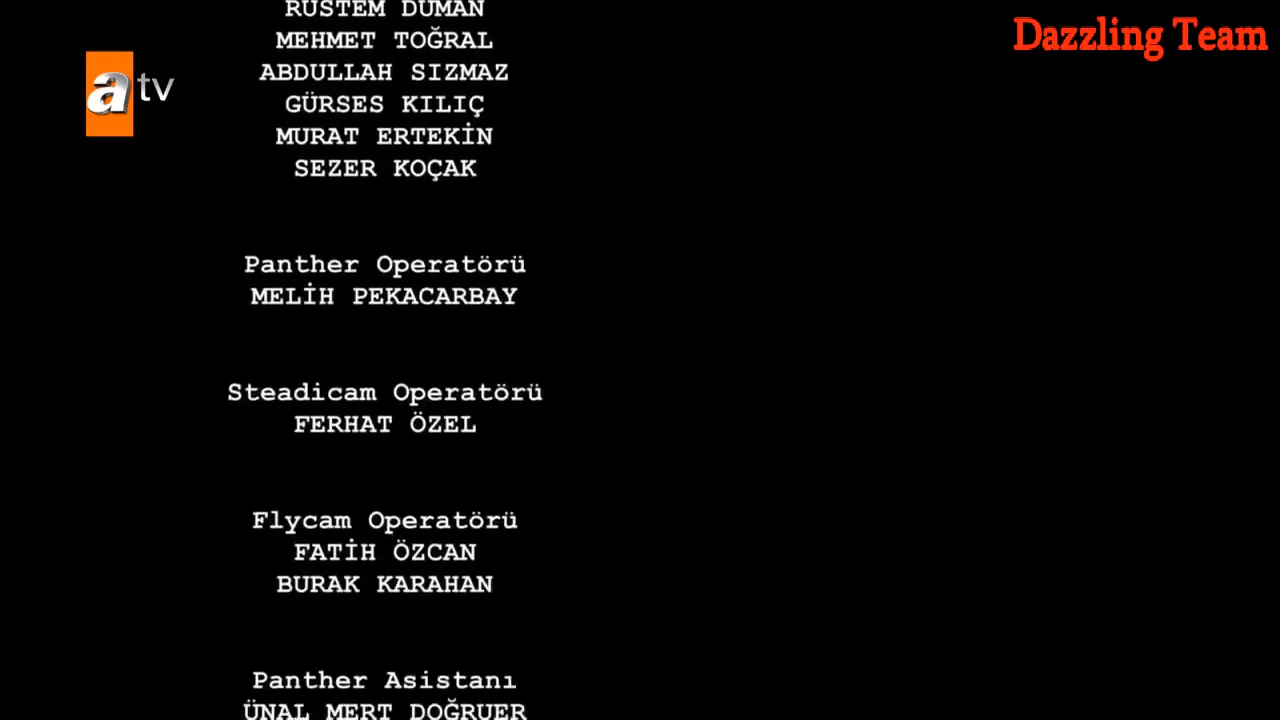 RÜSTEM DUMAN
MEHMET TOĞRAL
ABDULLAH SIZMAZ
GÜRSES KILIÇ
MURAT ERTEKİN
SEZER KOÇAK
Panther Operatörü
MELİH PEKACARBAY
Steadicam Operatörü
FERHAT ÖZEL
Flycam Operatörü
FATİH ÖZCAN
BURAK KARAHAN
Panther Asistanı
ÜNAL MERT DOĞRUER
atv
Dazzling Team